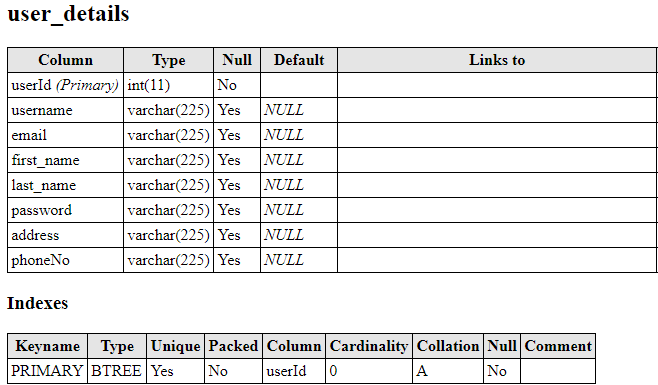 user_details
Column Type Null Default Links to
userId (Primary) int(11) No
username varchar(225) Yes NULL
email varchar(225) Yes NULL
first_name varchar(225) Yes NULL
last_name varchar(225) Yes NULL
password varchar(225) Yes NULL
address varchar(225) Yes NULL
phoneNo varchar(225) Yes NULL
Indexes
Keyname Type Unique Packed Column Cardinality Collation Null Comment
PRIMARY BTREE Yes No userId 0 A No